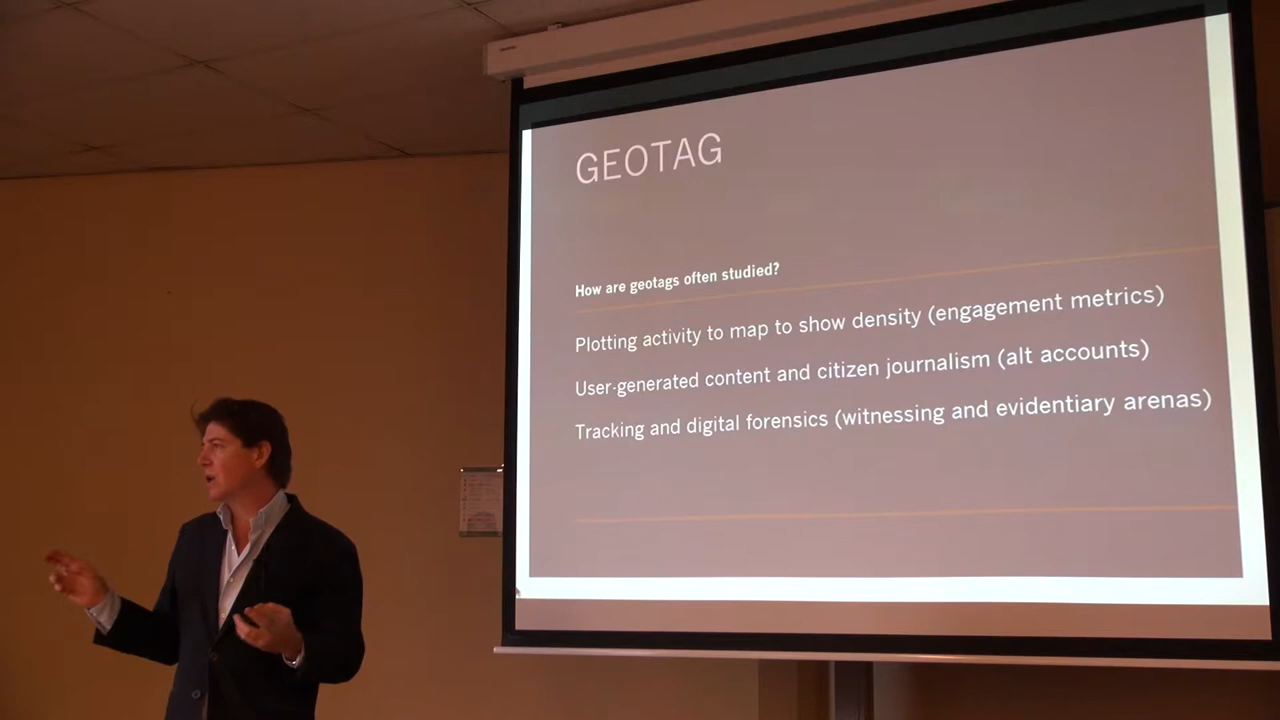 GEOTAG
How are geotags often studied?
Plotting activity to map to show density (engagement metrics)
User-generated content and citizen journalism (alt accounts)
Tracking and digital forensics (witnessing and evidentiary arenas)